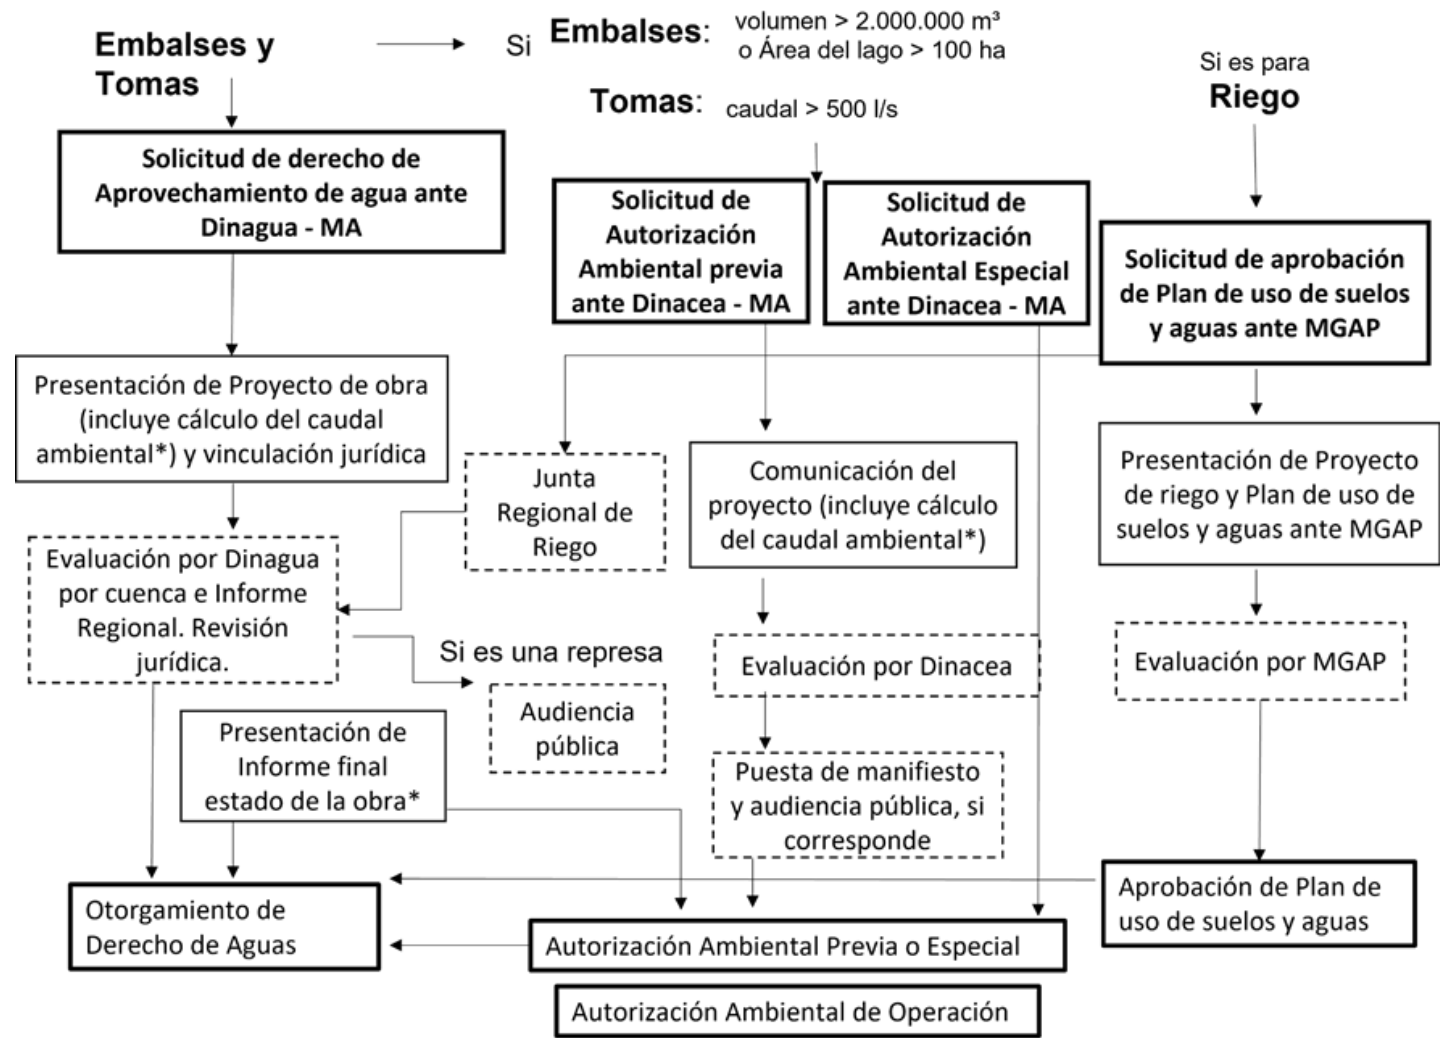 Embalses y
Tomas
Si
Embalses:
volumen > 2.000.000 m³
o Área del lago > 100 ha
Tomas:
caudal > 500 l/s
Si es para
Riego
Solicitud de derecho de
Aprovechamiento de agua ante
Dinagua - MA
Solicitud de
Autorización
Ambiental previa
ante Dinacea - MA
Solicitud de
Autorización
Ambiental Especial
ante Dinacea - MA
Solicitud de aprobación
de Plan de uso de suelos
y aguas ante MGAP
Presentación de Proyecto de obra
(incluye cálculo del caudal
ambiental*) y vinculación jurídica
Junta
Regional de
Riego
Comunicación del
proyecto (incluye cálculo
del caudal ambiental*)
Presentación de Proyecto
de riego y Plan de uso de
suelos y aguas ante MGAP
Evaluación por Dinagua
por cuenca e Informe
Regional. Revisión
jurídica.
Si es una represa
Audiencia
pública
Evaluación por Dinacea
Evaluación por MGAP
Presentación de
Informe final
estado de la obra*
Puesta de manifiesto
y audiencia pública, si
corresponde
Otorgamiento de
Derecho de Aguas
Autorización Ambiental Previa o Especial
Aprobación de Plan de
uso de suelos y aguas
Autorización Ambiental de Operación